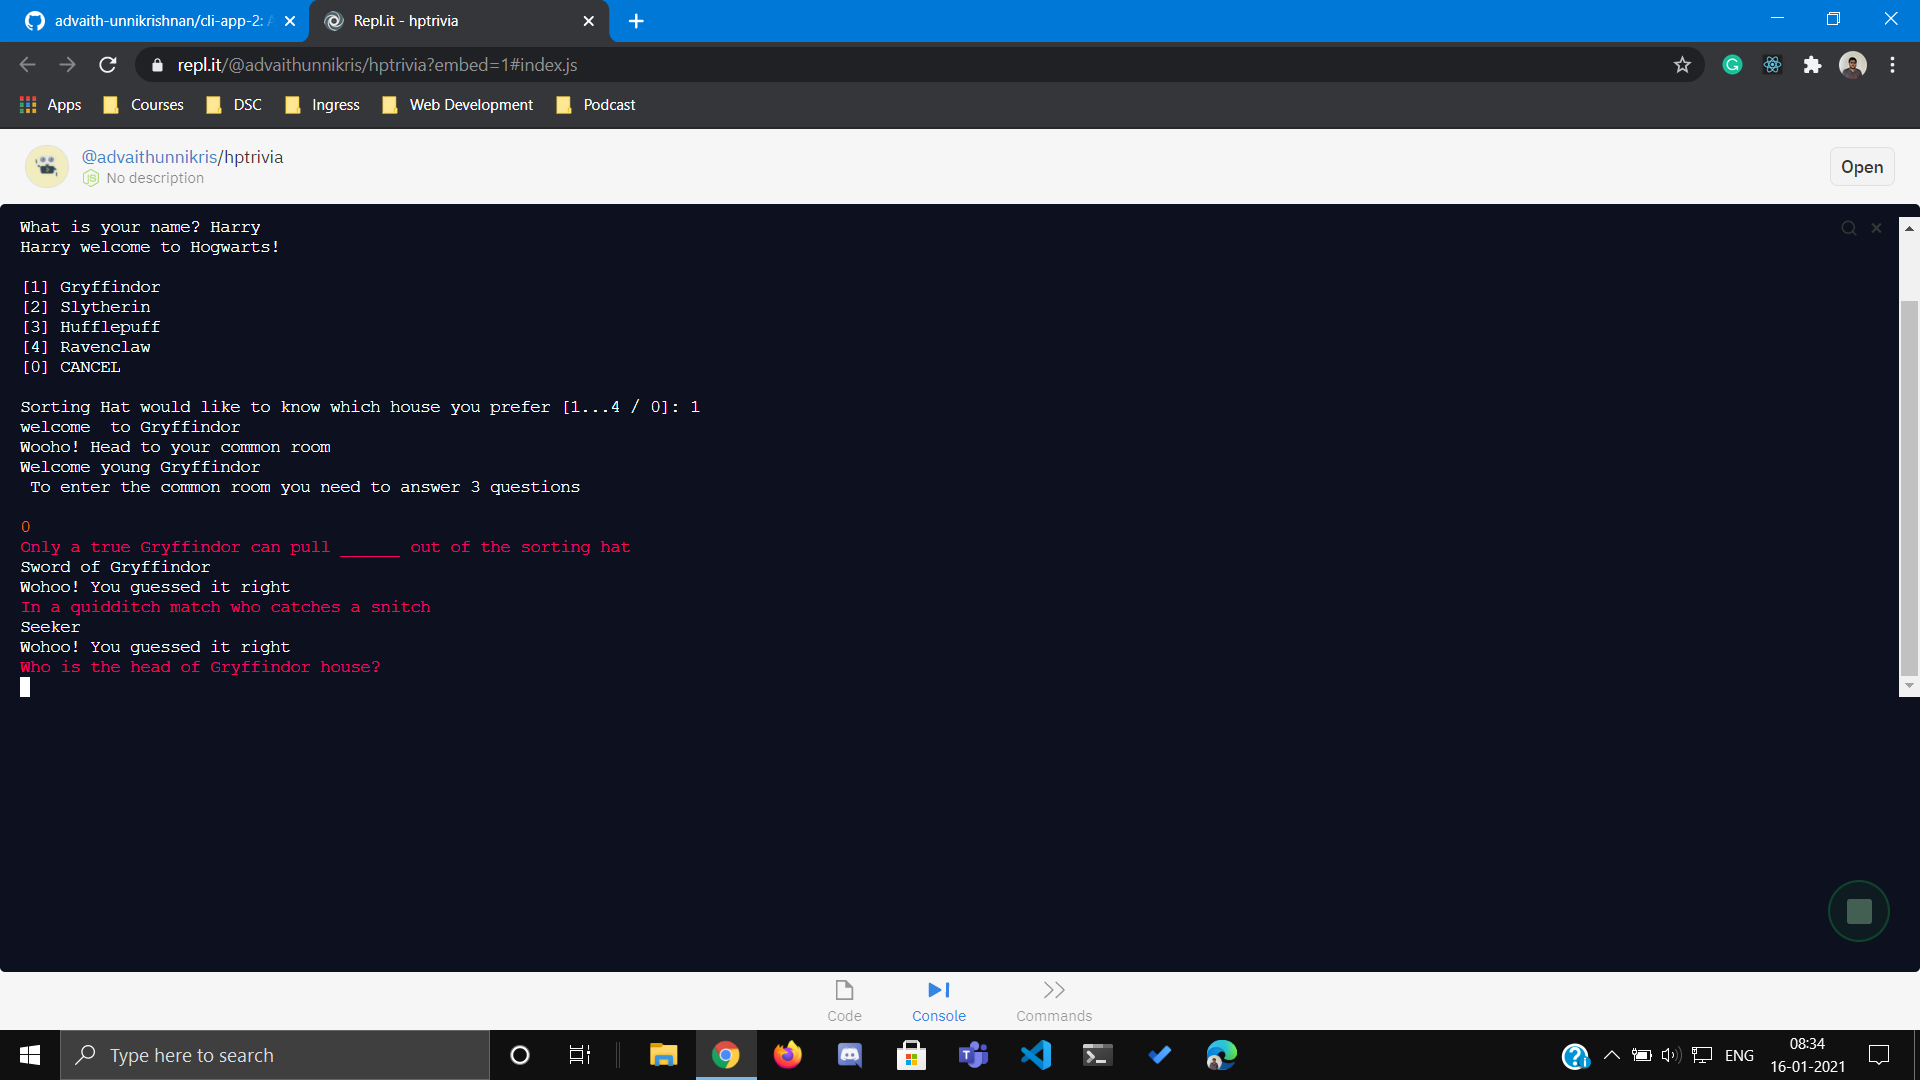 advaith-unnikrishnan/cli-app-2: A
Repl.it - hptrivia
repl.it/@advaithunnikris/hptrivia?embed=1#index.js
Apps
Courses
DSC
Ingress
Web Development
Podcast
@advaithunnikris/hptrivia
No description
Open
What is your name? Harry
Harry welcome to Hogwarts!
[1] Gryffindor
[2] Slytherin
[3] Hufflepuff
[4] Ravenclaw
[0] CANCEL
Sorting Hat would like to know which house you prefer [1...4 / 0]: 1
welcome  to Gryffindor
Wooho! Head to your common room
Welcome young Gryffindor
To enter the common room you need to answer 3 questions
0
Only a true Gryffindor can pull ______ out of the sorting hat
Sword of Gryffindor
Wohoo! You guessed it right
In a quidditch match who catches a snitch
Seeker
Wohoo! You guessed it right
Who is the head of Gryffindor house?
Code
Console
Commands
Type here to search
ENG
08:34
16-01-2021